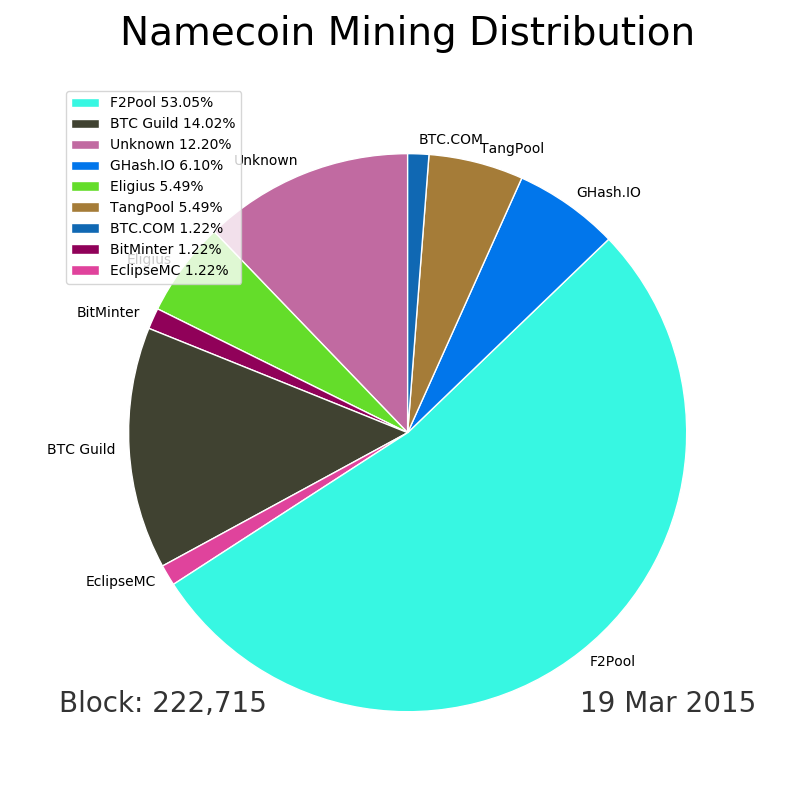 Namecoin Mining Distribution
F2Pool 53.05%
BTC Guild 14.02%
Unknown 12.20%
GHash.IO 6.10%
Eligius 5.49%
TangPool 5.49%
BTC.COM 1.22%
BitMinter 1.22%
EclipseMC 1.22%
BTC.COM
TangPool
Unknown
GHash.IO
Eligius
BitMinter
BTC Guild
EclipseMC
F2Pool
Block: 222,715
19 Mar 2015